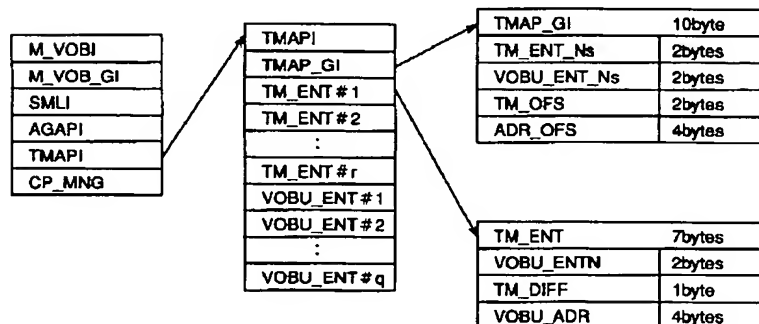 M_VOBI
M_VOB_GI
SMLI
AGAPI
TMAPI
CP_MNG
TMAPI
TMAP_GI
TM_ENT#1
TM_ENT#2
:
TM_ENT#r
VOBU_ENT#1
VOBU_ENT#2
:
VOBU_ENT#q
TMAP_GI 10byte
TM_ENT_Ns 2bytes
VOBU_ENT_Ns 2bytes
TM_OFS 2bytes
ADR_OFS 4bytes
TM_ENT 7bytes
VOBU_ENTN 2bytes
TM_DIFF 1byte
VOBU_ADR 4bytes